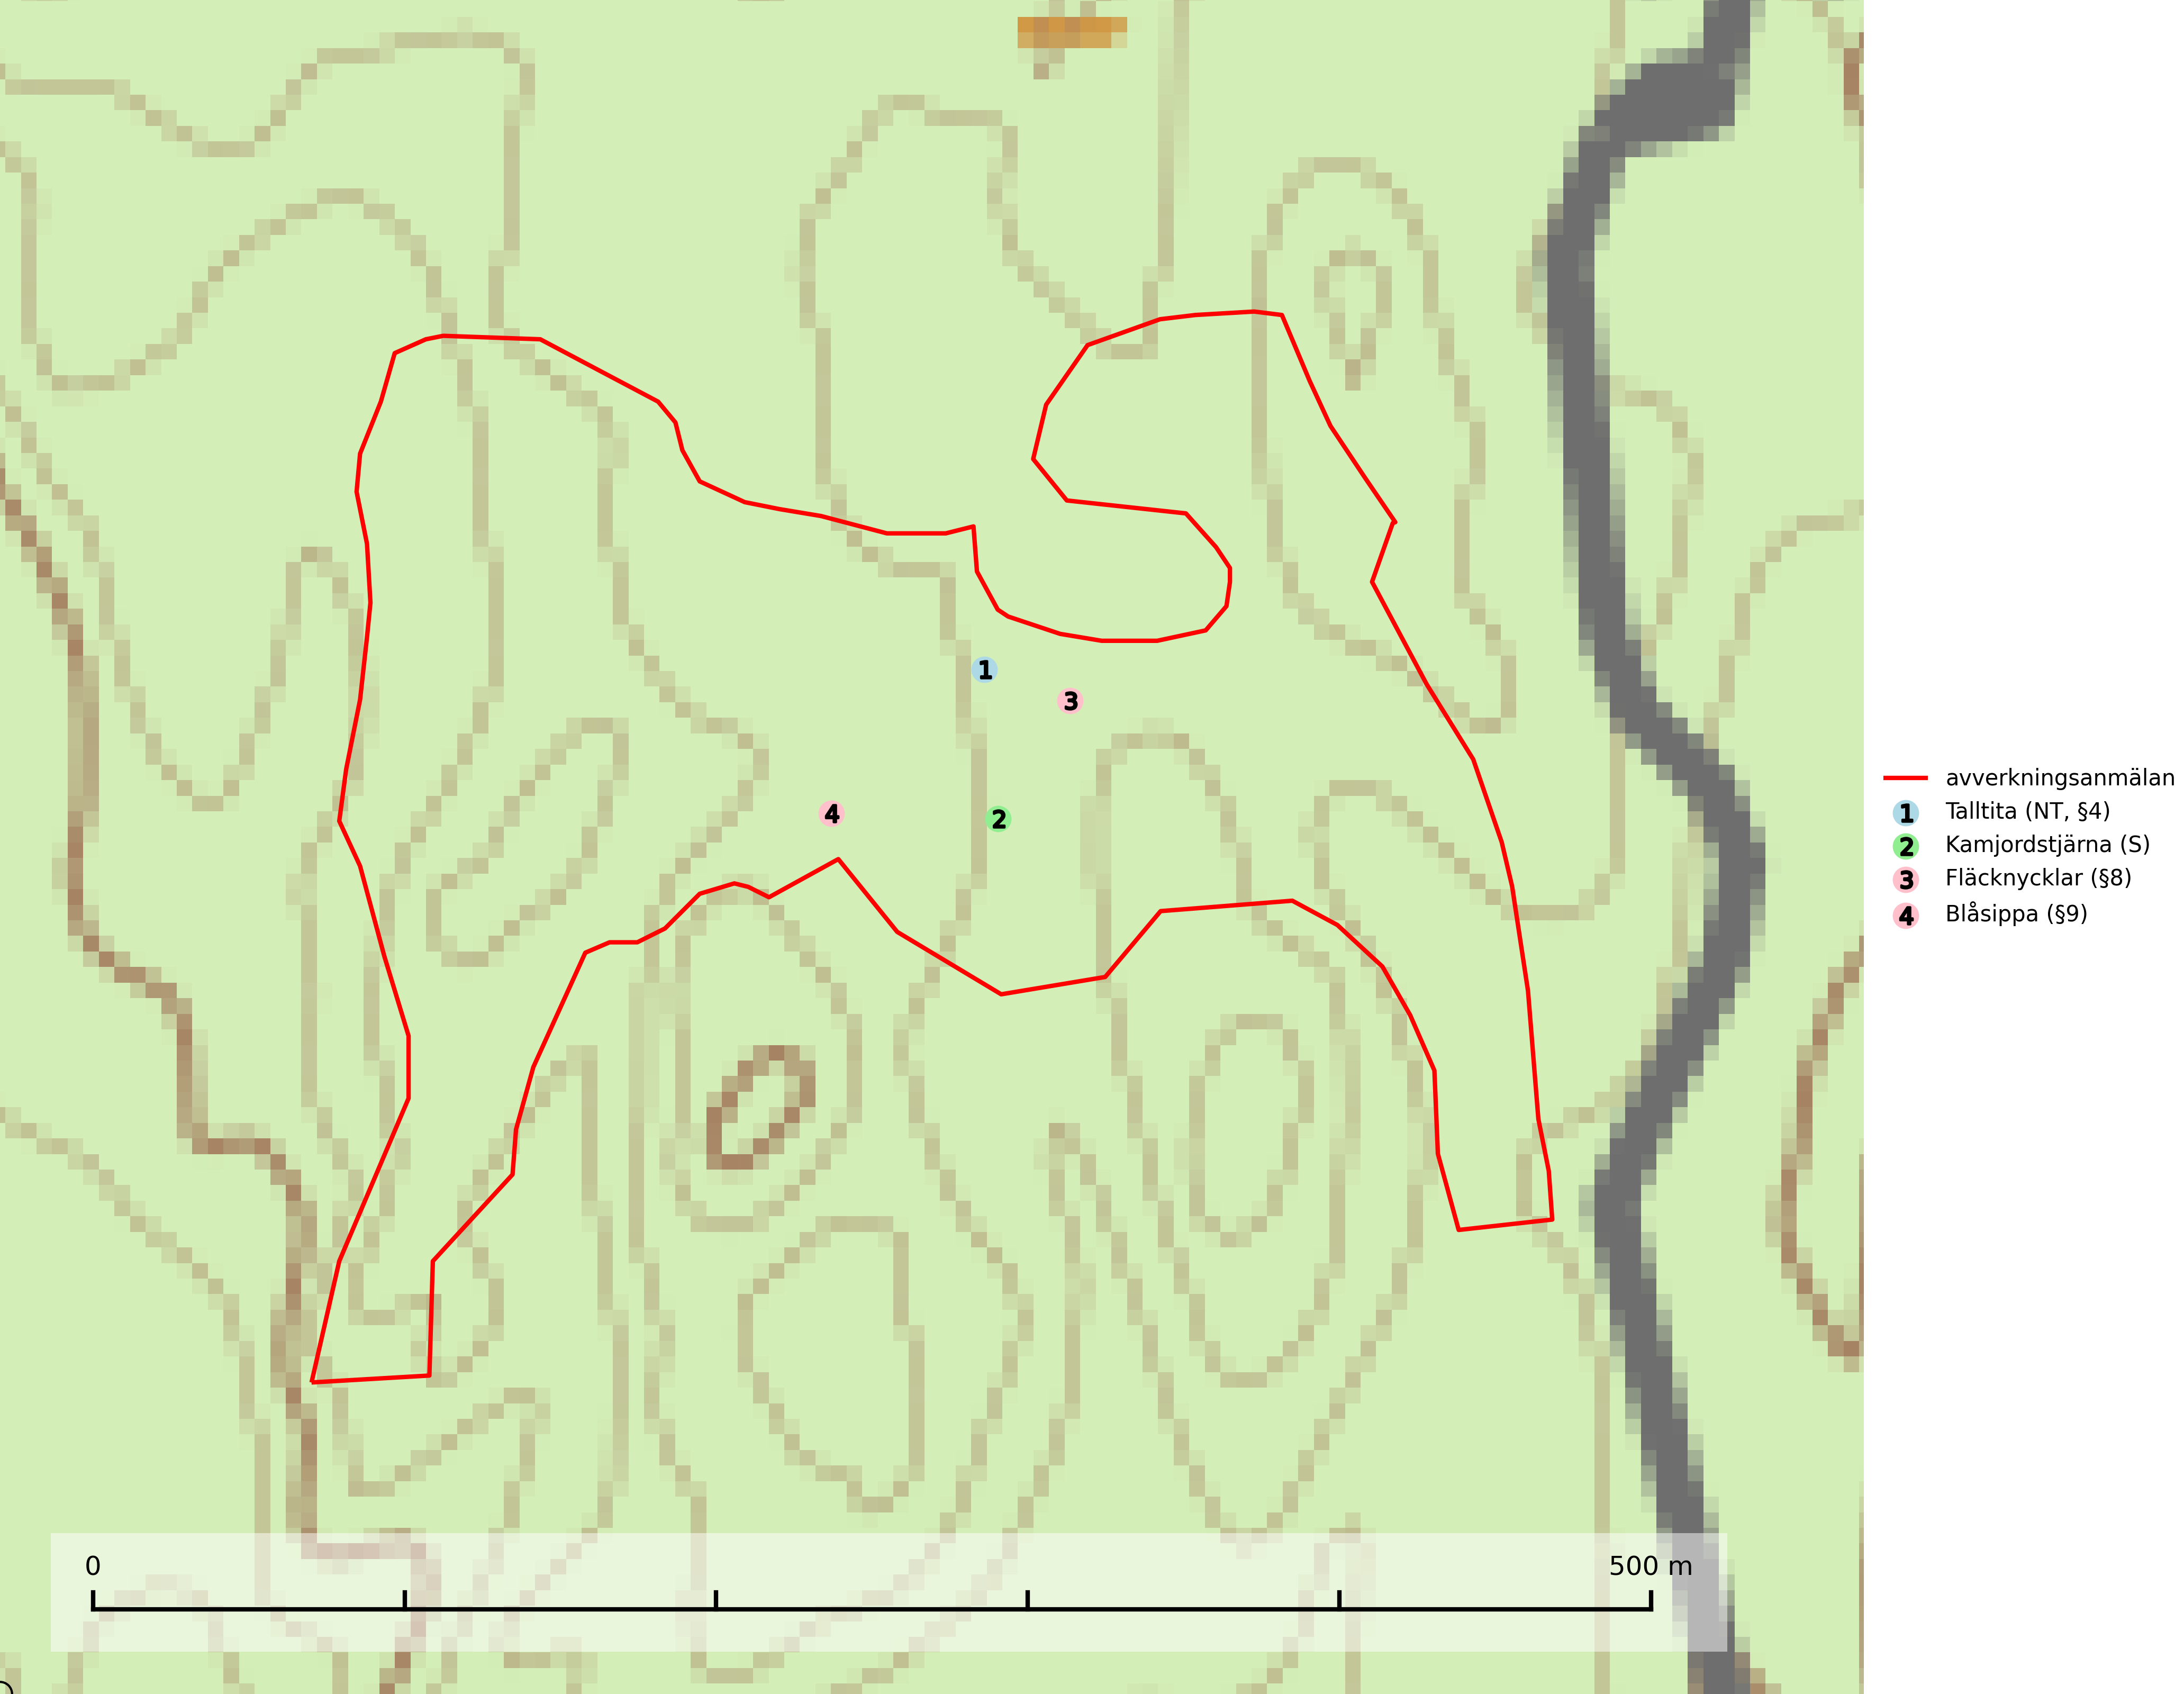 1
3
4
2
avverkningsanmälan
1 Talltita (NT, §4)
2 Kamjordstjärna (S)
3 Fläcknycklar (§8)
4 Blåsippa (§9)
0 500 m